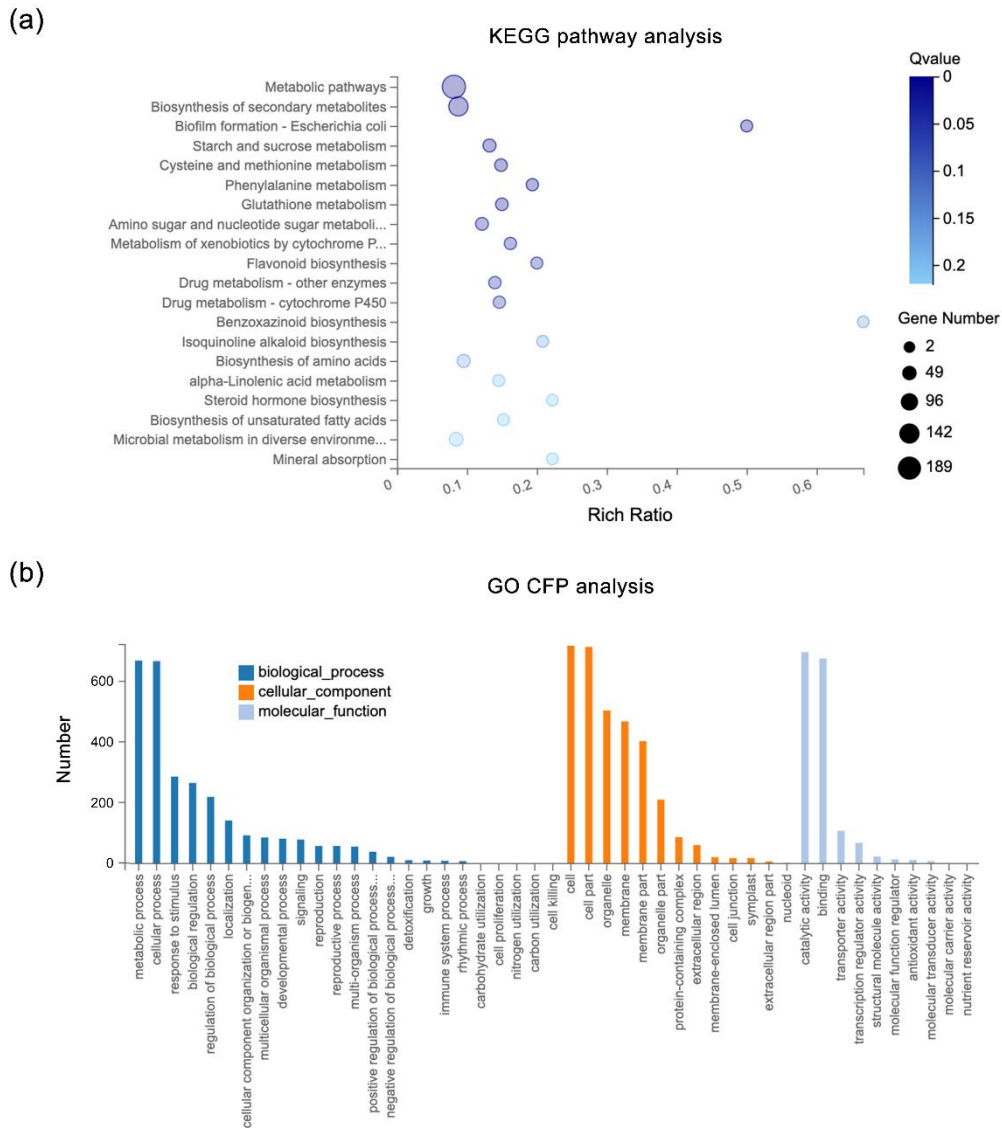 (a)
KEGG pathway analysis
Metabolic pathways
Biosynthesis of secondary metabolites
Biofilm formation - Escherichia coli
Starch and sucrose metabolism
Cysteine and methionine metabolism
Phenylalanine metabolism
Glutathione metabolism
Amino sugar and nucleotide sugar metaboli...
Metabolism of xenobiotics by cytochrome P...
Flavonoid biosynthesis
Drug metabolism - other enzymes
Drug metabolism - cytochrome P450
Benzoxazinoid biosynthesis
Isoquinoline alkaloid biosynthesis
Biosynthesis of amino acids
alpha-Linolenic acid metabolism
Steroid hormone biosynthesis
Biosynthesis of unsaturated fatty acids
Microbial metabolism in diverse environme...
Mineral absorption
0 0.1 0.2 0.3 0.4 0.5 0.6
Rich Ratio
Qvalue
0
0.05
0.1
0.15
0.2
Gene Number
2
49
96
142
189
(b)
GO CFP analysis
Number
600
400
200
0
biological_process
cellular_component
molecular_function
metabolic process
cellular process
response to stimulus
biological regulation
regulation of biological process
localization
cellular component organization or biogen...
multicellular organismal process
developmental process
signaling
reproduction
reproductive process
multi-organism process
positive regulation of biological process...
negative regulation of biological process...
detoxification
growth
immune system process
rhythmic process
carbohydrate utilization
cell proliferation
nitrogen utilization
carbon utilization
cell killing
cell
cell part
organelle
membrane
membrane part
organelle part
protein-containing complex
extracellular region
membrane-enclosed lumen
cell junction
symplast
extracellular region part
nucleoid
catalytic activity
binding
transporter activity
transcription regulator activity
structural molecule activity
molecular function regulator
antioxidant activity
molecular transducer activity
molecular carrier activity
nutrient reservoir activity